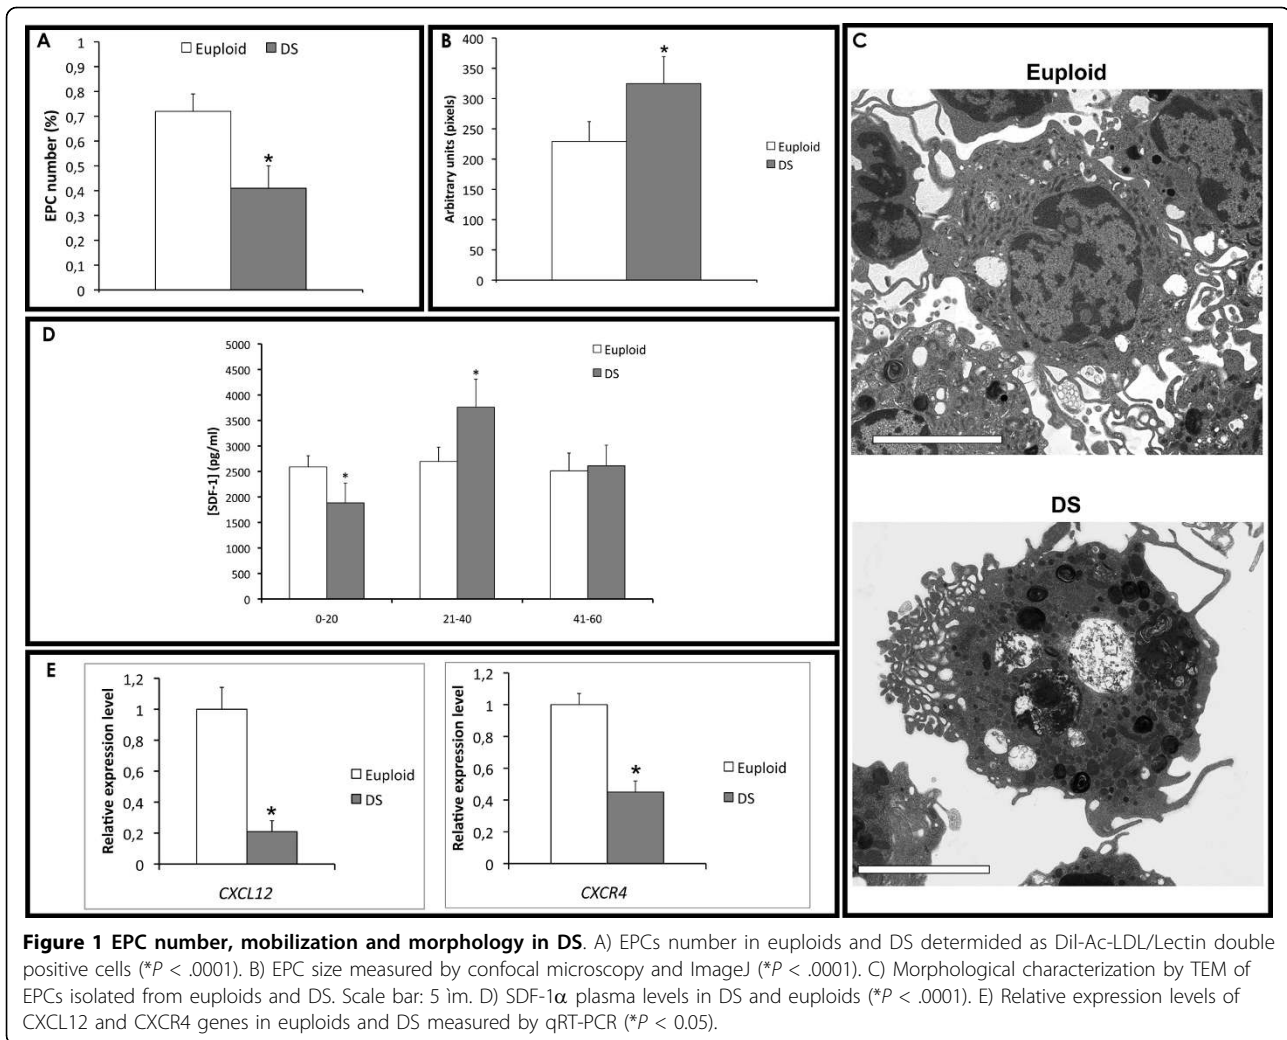 A
Euploid DS
EPC number (%)
1
0,9
0,8
0,7
0,6
0,5
0,4
0,3
0,2
0,1
0
*
B
Arbitrary units (pixels)
400
350
300
250
200
150
100
50
0
*
Euploid
DS
C
Euploid
DS
D
[SDF-1] (pg/ml)
5000
4500
4000
3500
3000
2500
2000
1500
1000
500
0
* *
Euploid
DS
0-20 21-40 41-60
E
Relative expression level
1,2
1
0,8
0,6
0,4
0,2
0
*
Euploid
DS
CXCL12
Relative expression level
1,2
1
0,8
0,6
0,4
0,2
0
*
Euploid
DS
CXCR4
Figure 1 EPC number, mobilization and morphology in DS. A) EPCs number in euploids and DS determided as Dil-Ac-LDL/Lectin double
positive cells (*P < .0001). B) EPC size measured by confocal microscopy and ImageJ (*P < .0001). C) Morphological characterization by TEM of
EPCs isolated from euploids and DS. Scale bar: 5 ìm. D) SDF-1α plasma levels in DS and euploids (*P < .0001). E) Relative expression levels of
CXCL12 and CXCR4 genes in euploids and DS measured by qRT-PCR (*P < 0.05).